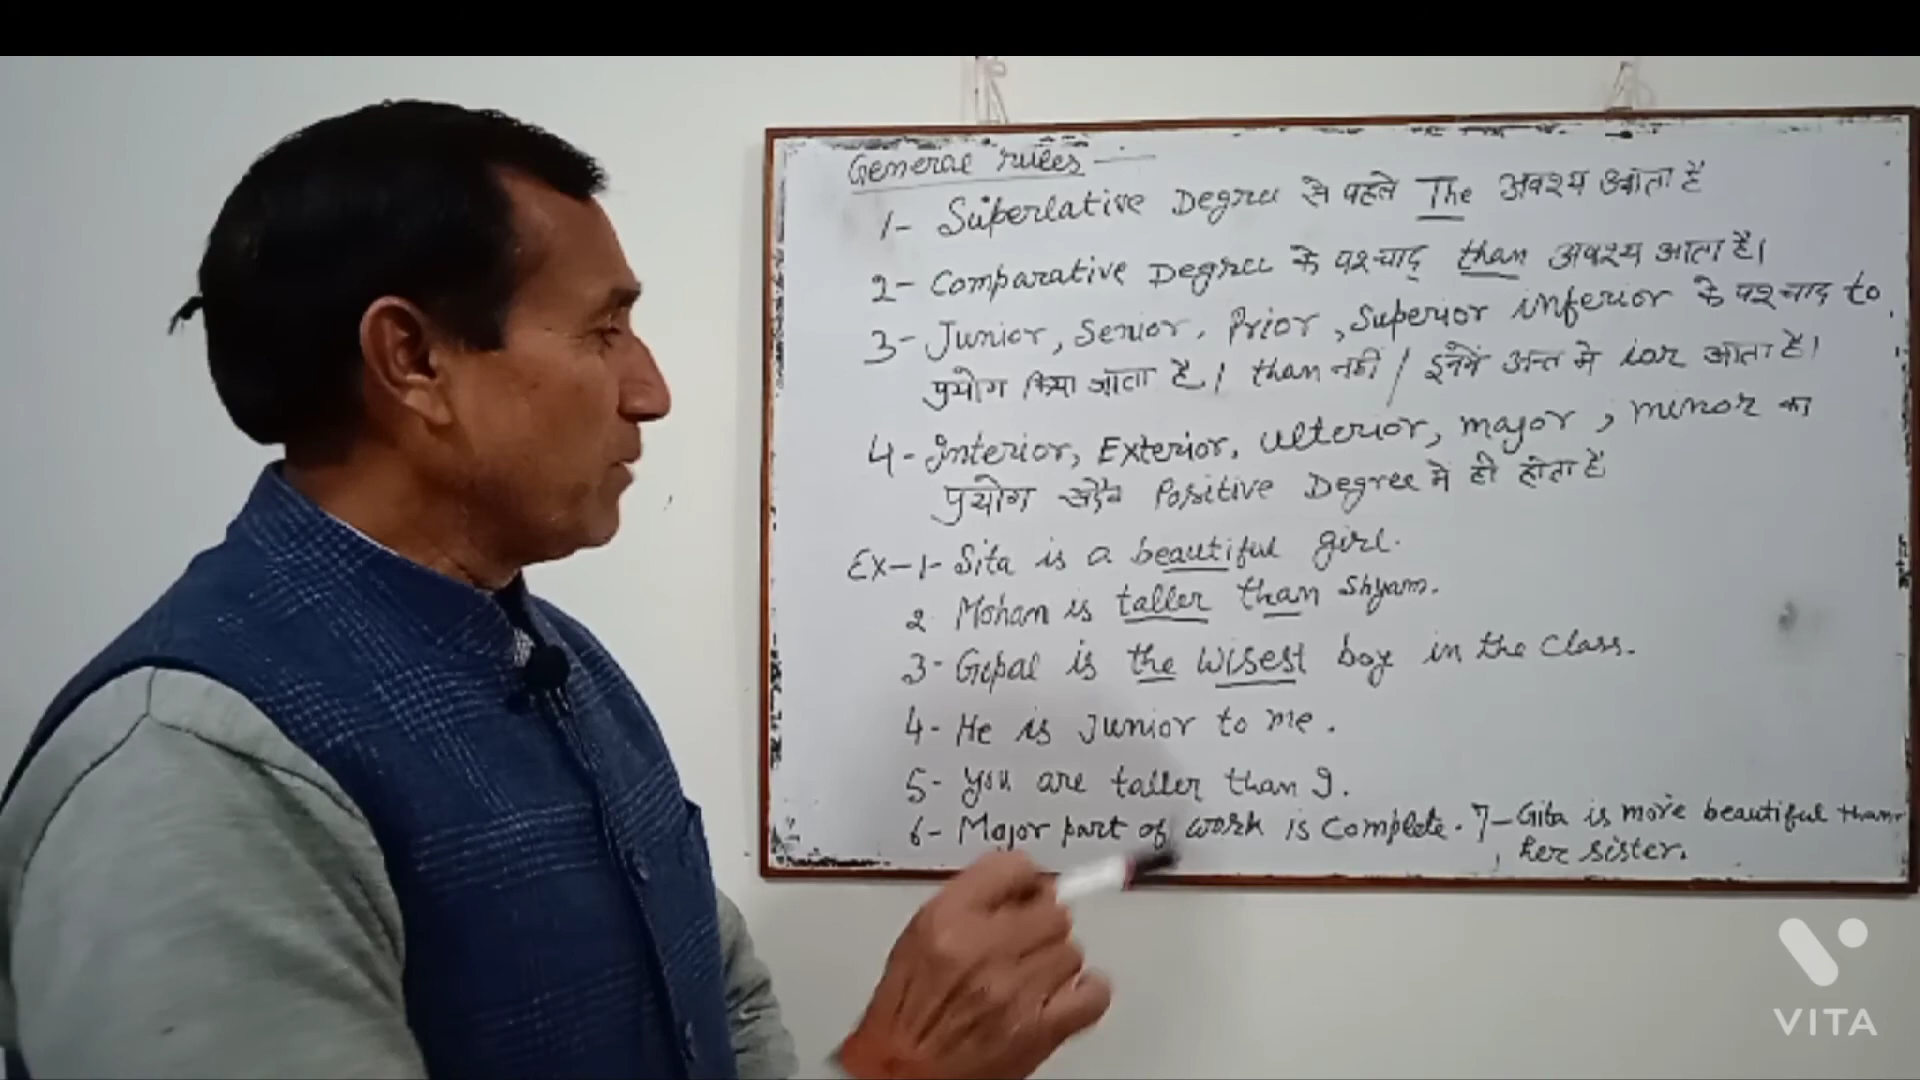 General rules -
1- Superlative Degree से पहले The अवश्य आता है
2- Comparative Degree के पश्चाद् than अवश्य आता है।
3- Junior, Senior, Prior, Superior inferior के पश्चाद to
प्रयोग किया जाता है। than नहीं / इनमें अन्त मे ior आता है।
4- Interior, Exterior, ulterior, major, minor का
प्रयोग सदैव Positive Degree मे ही होता है
Ex-1- Sita is a beautiful girl.
2 Mohan is taller than Shyam.
3- Gopal is the wisest boy in the class.
4- He is Junior to me.
5- You are taller than I.
6- Major part of work is complete. 7- Gita is more beautiful than
her sister.
VITA